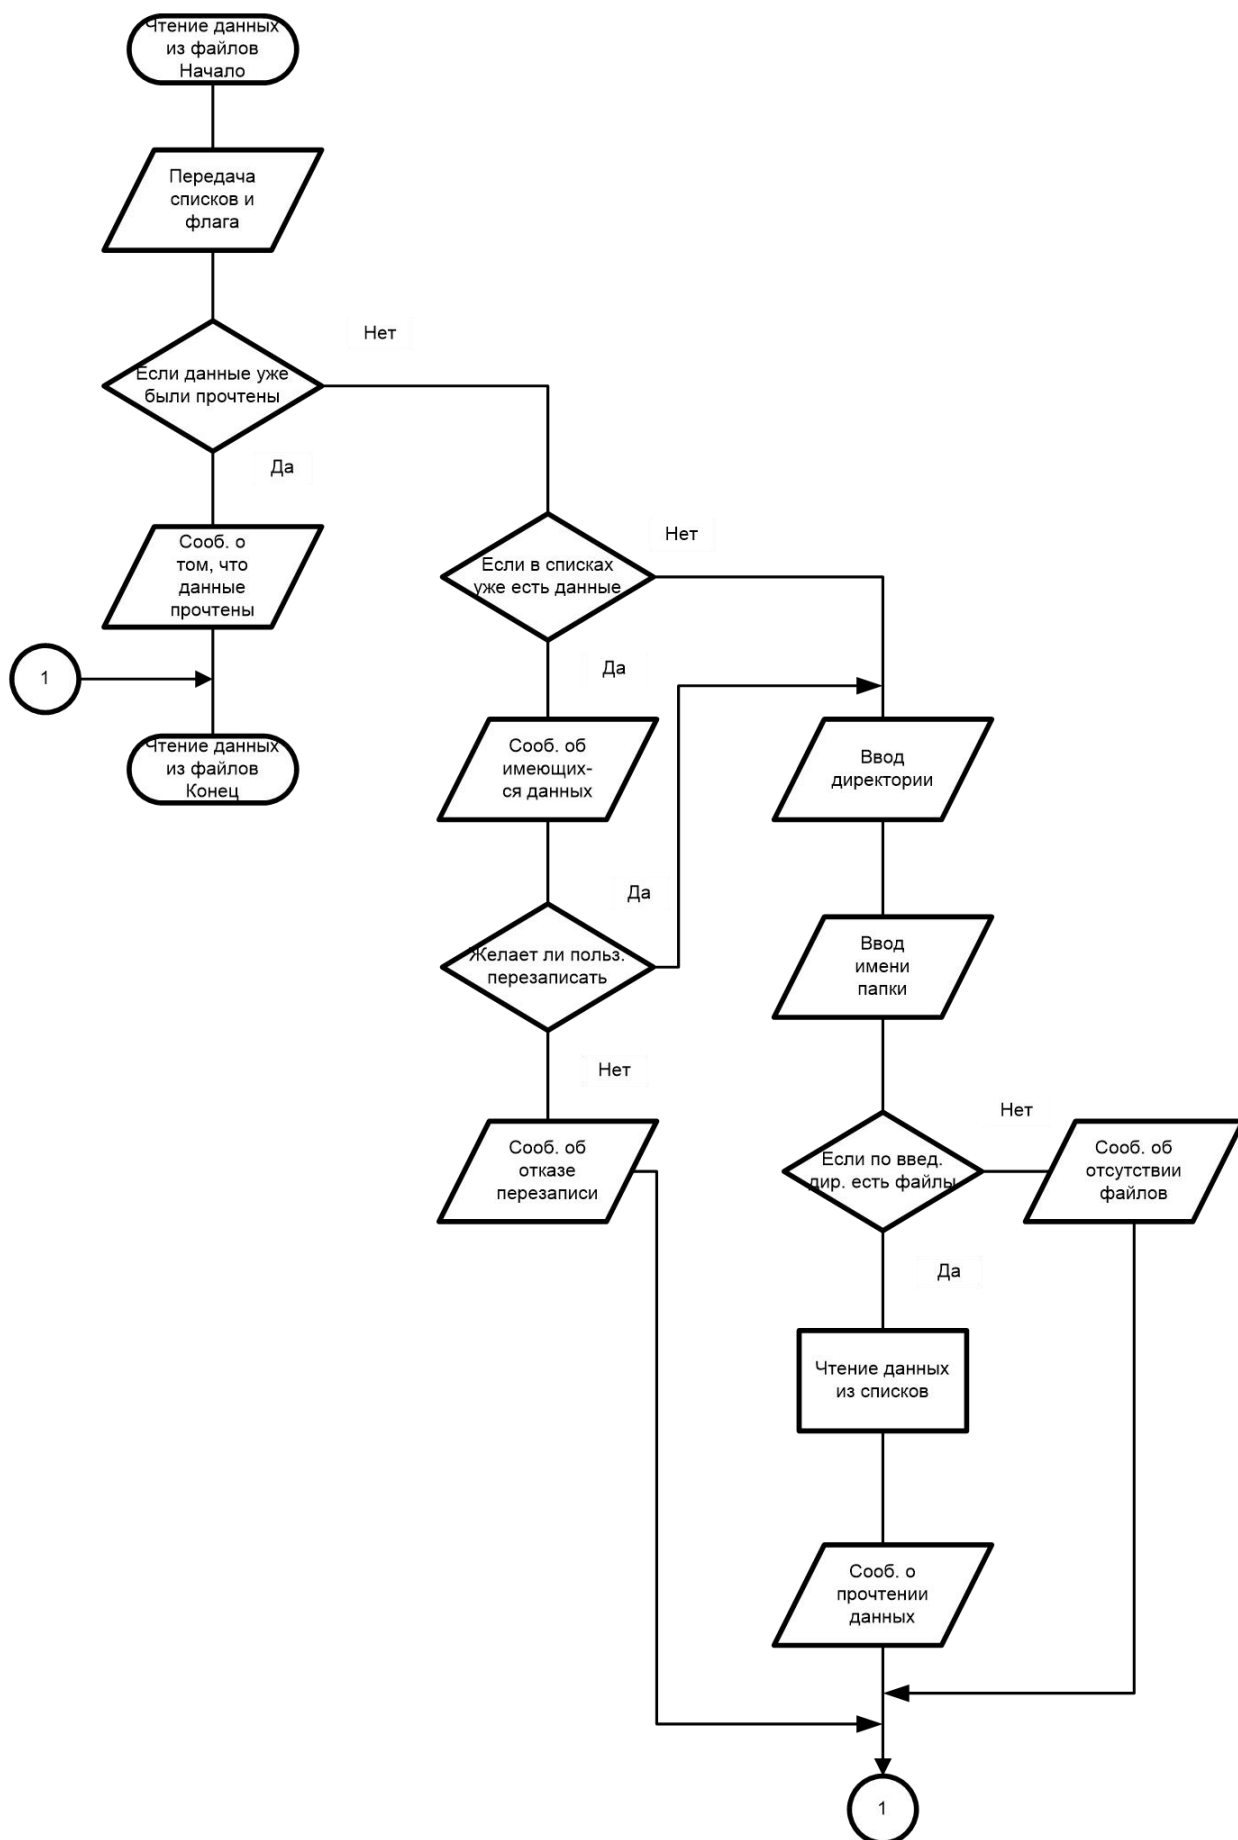 Чтение данных
из файлов
Начало
Передача
списков и
флага
Если данные уже
были прочтены
Нет
Да
Сооб. о
том, что
данные
прочтены
1
Чтение данных
из файлов
Конец
Если в списках
уже есть данные
Нет
Да
Сооб. об
имеющих-
ся данных
Желает ли польз.
перезаписать
Да
Нет
Сооб. об
отказе
перезаписи
Ввод
директории
Ввод
имени
папки
Если по введ.
дир. есть файлы
Нет
Сооб. об
отсутствии
файлов
Да
Чтение данных
из списков
Сооб. о
прочтении
данных
1